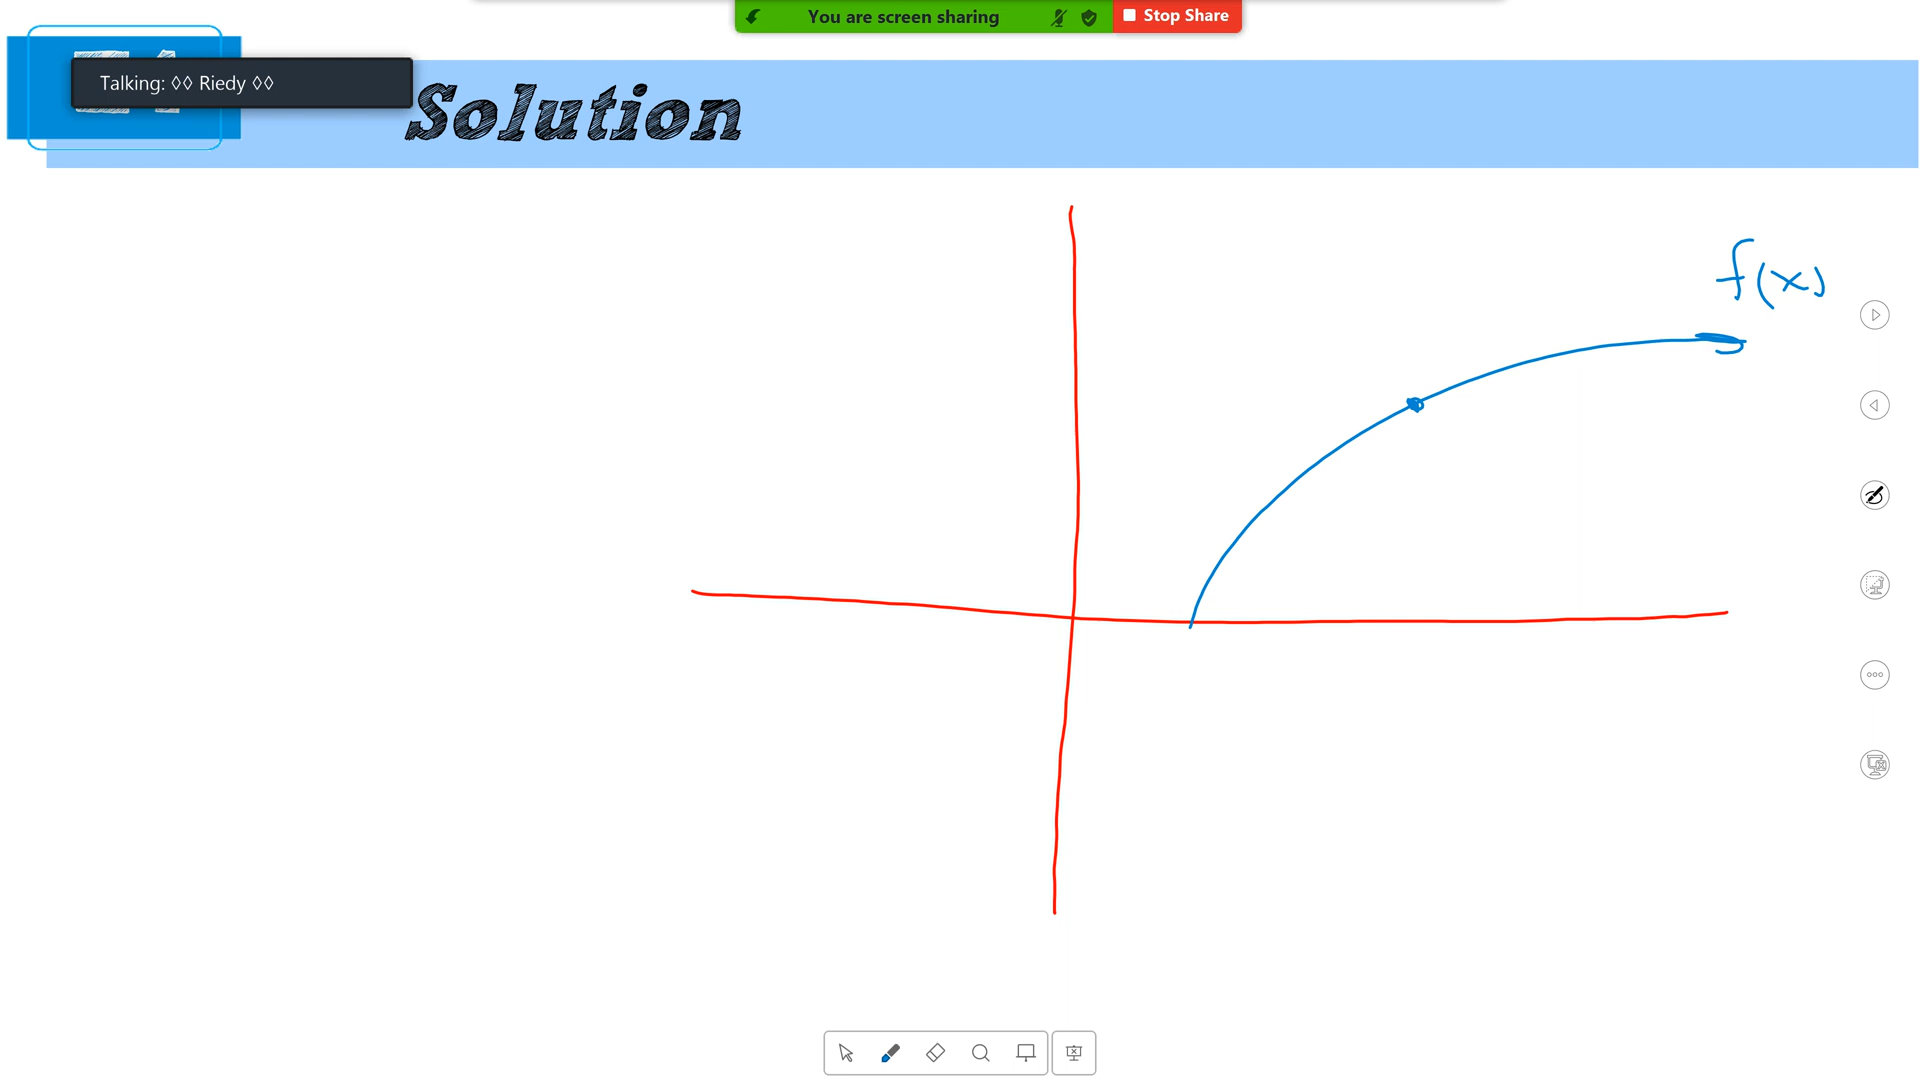 You are screen sharing
Stop Share
Talking: ◊◊ Riedy ◊◊
Solution
f(x)